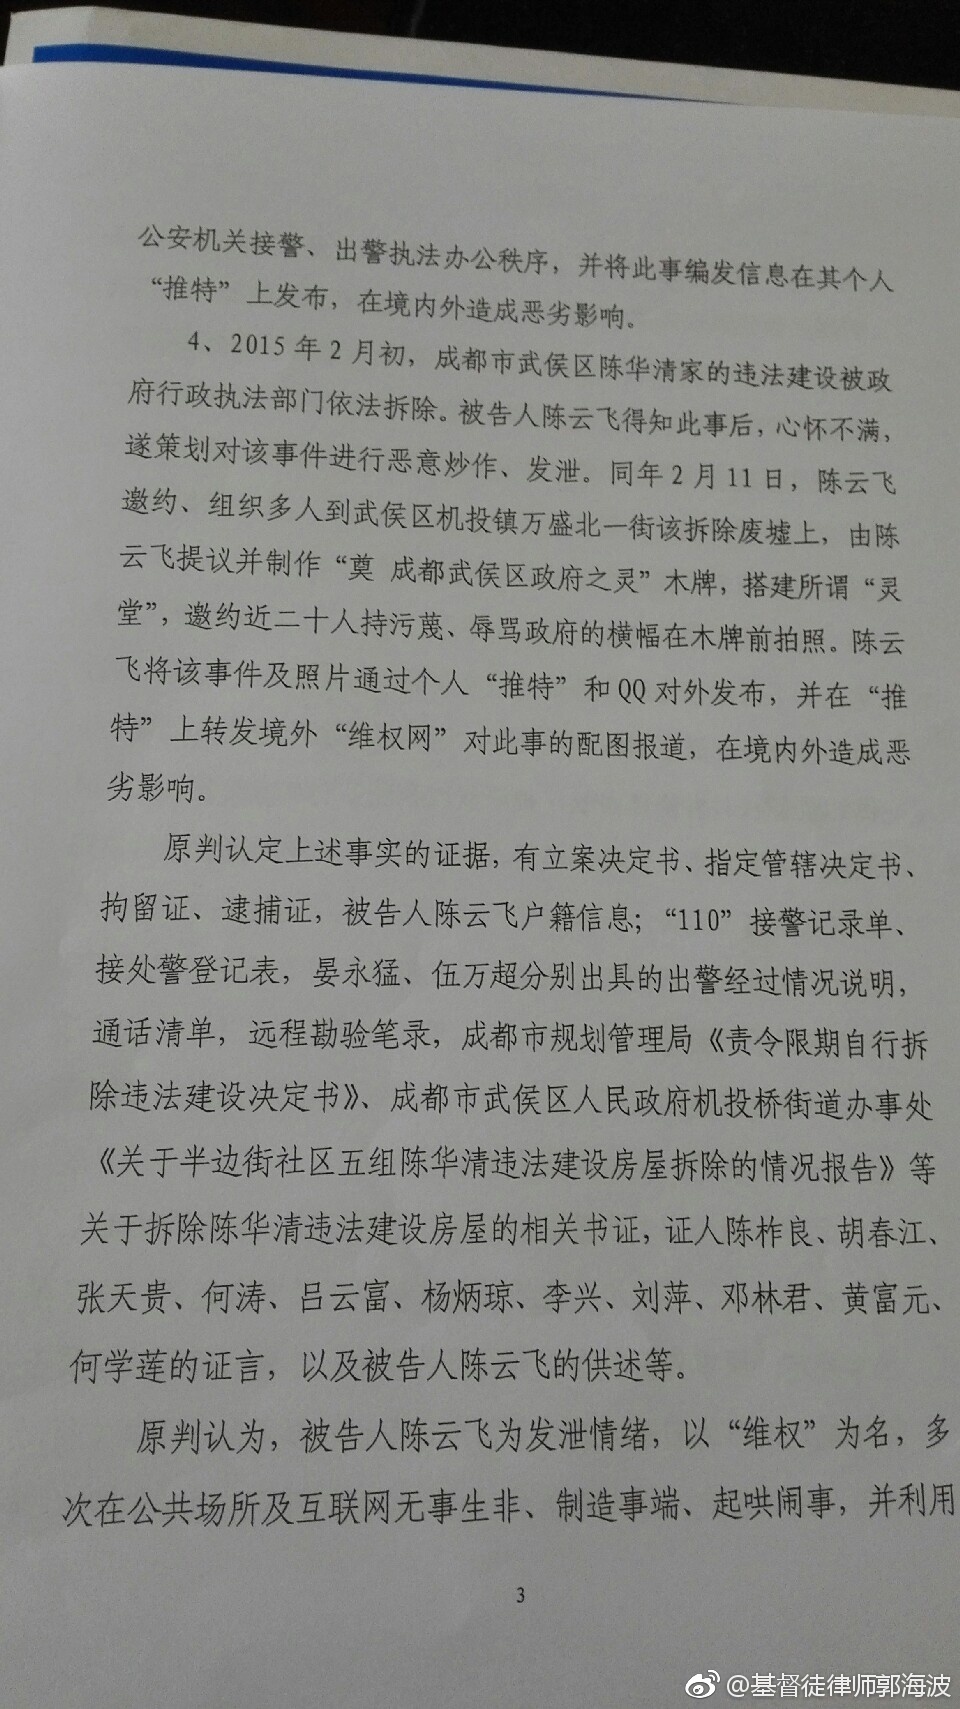 公安机关接警、出警执法办公秩序，并将此事编发信息在其个人
“推特”上发布，在境内外造成恶劣影响。
4、2015年2月初，成都市武侯区陈华清家的违法建设被政
府行政执法部门依法拆除。被告人陈云飞得知此事后，心怀不满，
遂策划对该事件进行恶意炒作、发泄。同年2月11日，陈云飞
邀约、组织多人到武侯区机投镇万盛北一街该拆除废墟上，由陈
云飞提议并制作“奠 成都武侯区政府之灵”木牌，搭建所谓“灵
堂”，邀约近二十人持污蔑、辱骂政府的横幅在木牌前拍照。陈云
飞将该事件及照片通过个人“推特”和QQ对外发布，并在“推
特”上转发境外“维权网”对此事的配图报道，在境内外造成恶
劣影响。
原判认定上述事实的证据，有立案决定书、指定管辖决定书、
拘留证、逮捕证，被告人陈云飞户籍信息；“110”接警记录单、
接处警登记表，晏永猛、伍万超分别出具的出警经过情况说明，
通话清单，远程勘验笔录，成都市规划管理局《责令限期自行拆
除违法建设决定书》、成都市武侯区人民政府机投桥街道办事处
《关于半边街社区五组陈华清违法建设房屋拆除的情况报告》等
关于拆除陈华清违法建设房屋的相关书证，证人陈柞良、胡春江、
张天贵、何涛、吕云富、杨炳琼、李兴、刘萍、邓林君、黄富元、
何学莲的证言，以及被告人陈云飞的供述等。
原判认为，被告人陈云飞为发泄情绪，以“维权”为名，多
次在公共场所及互联网无事生非、制造事端、起哄闹事，并利用
3
@基督徒律师郭海波